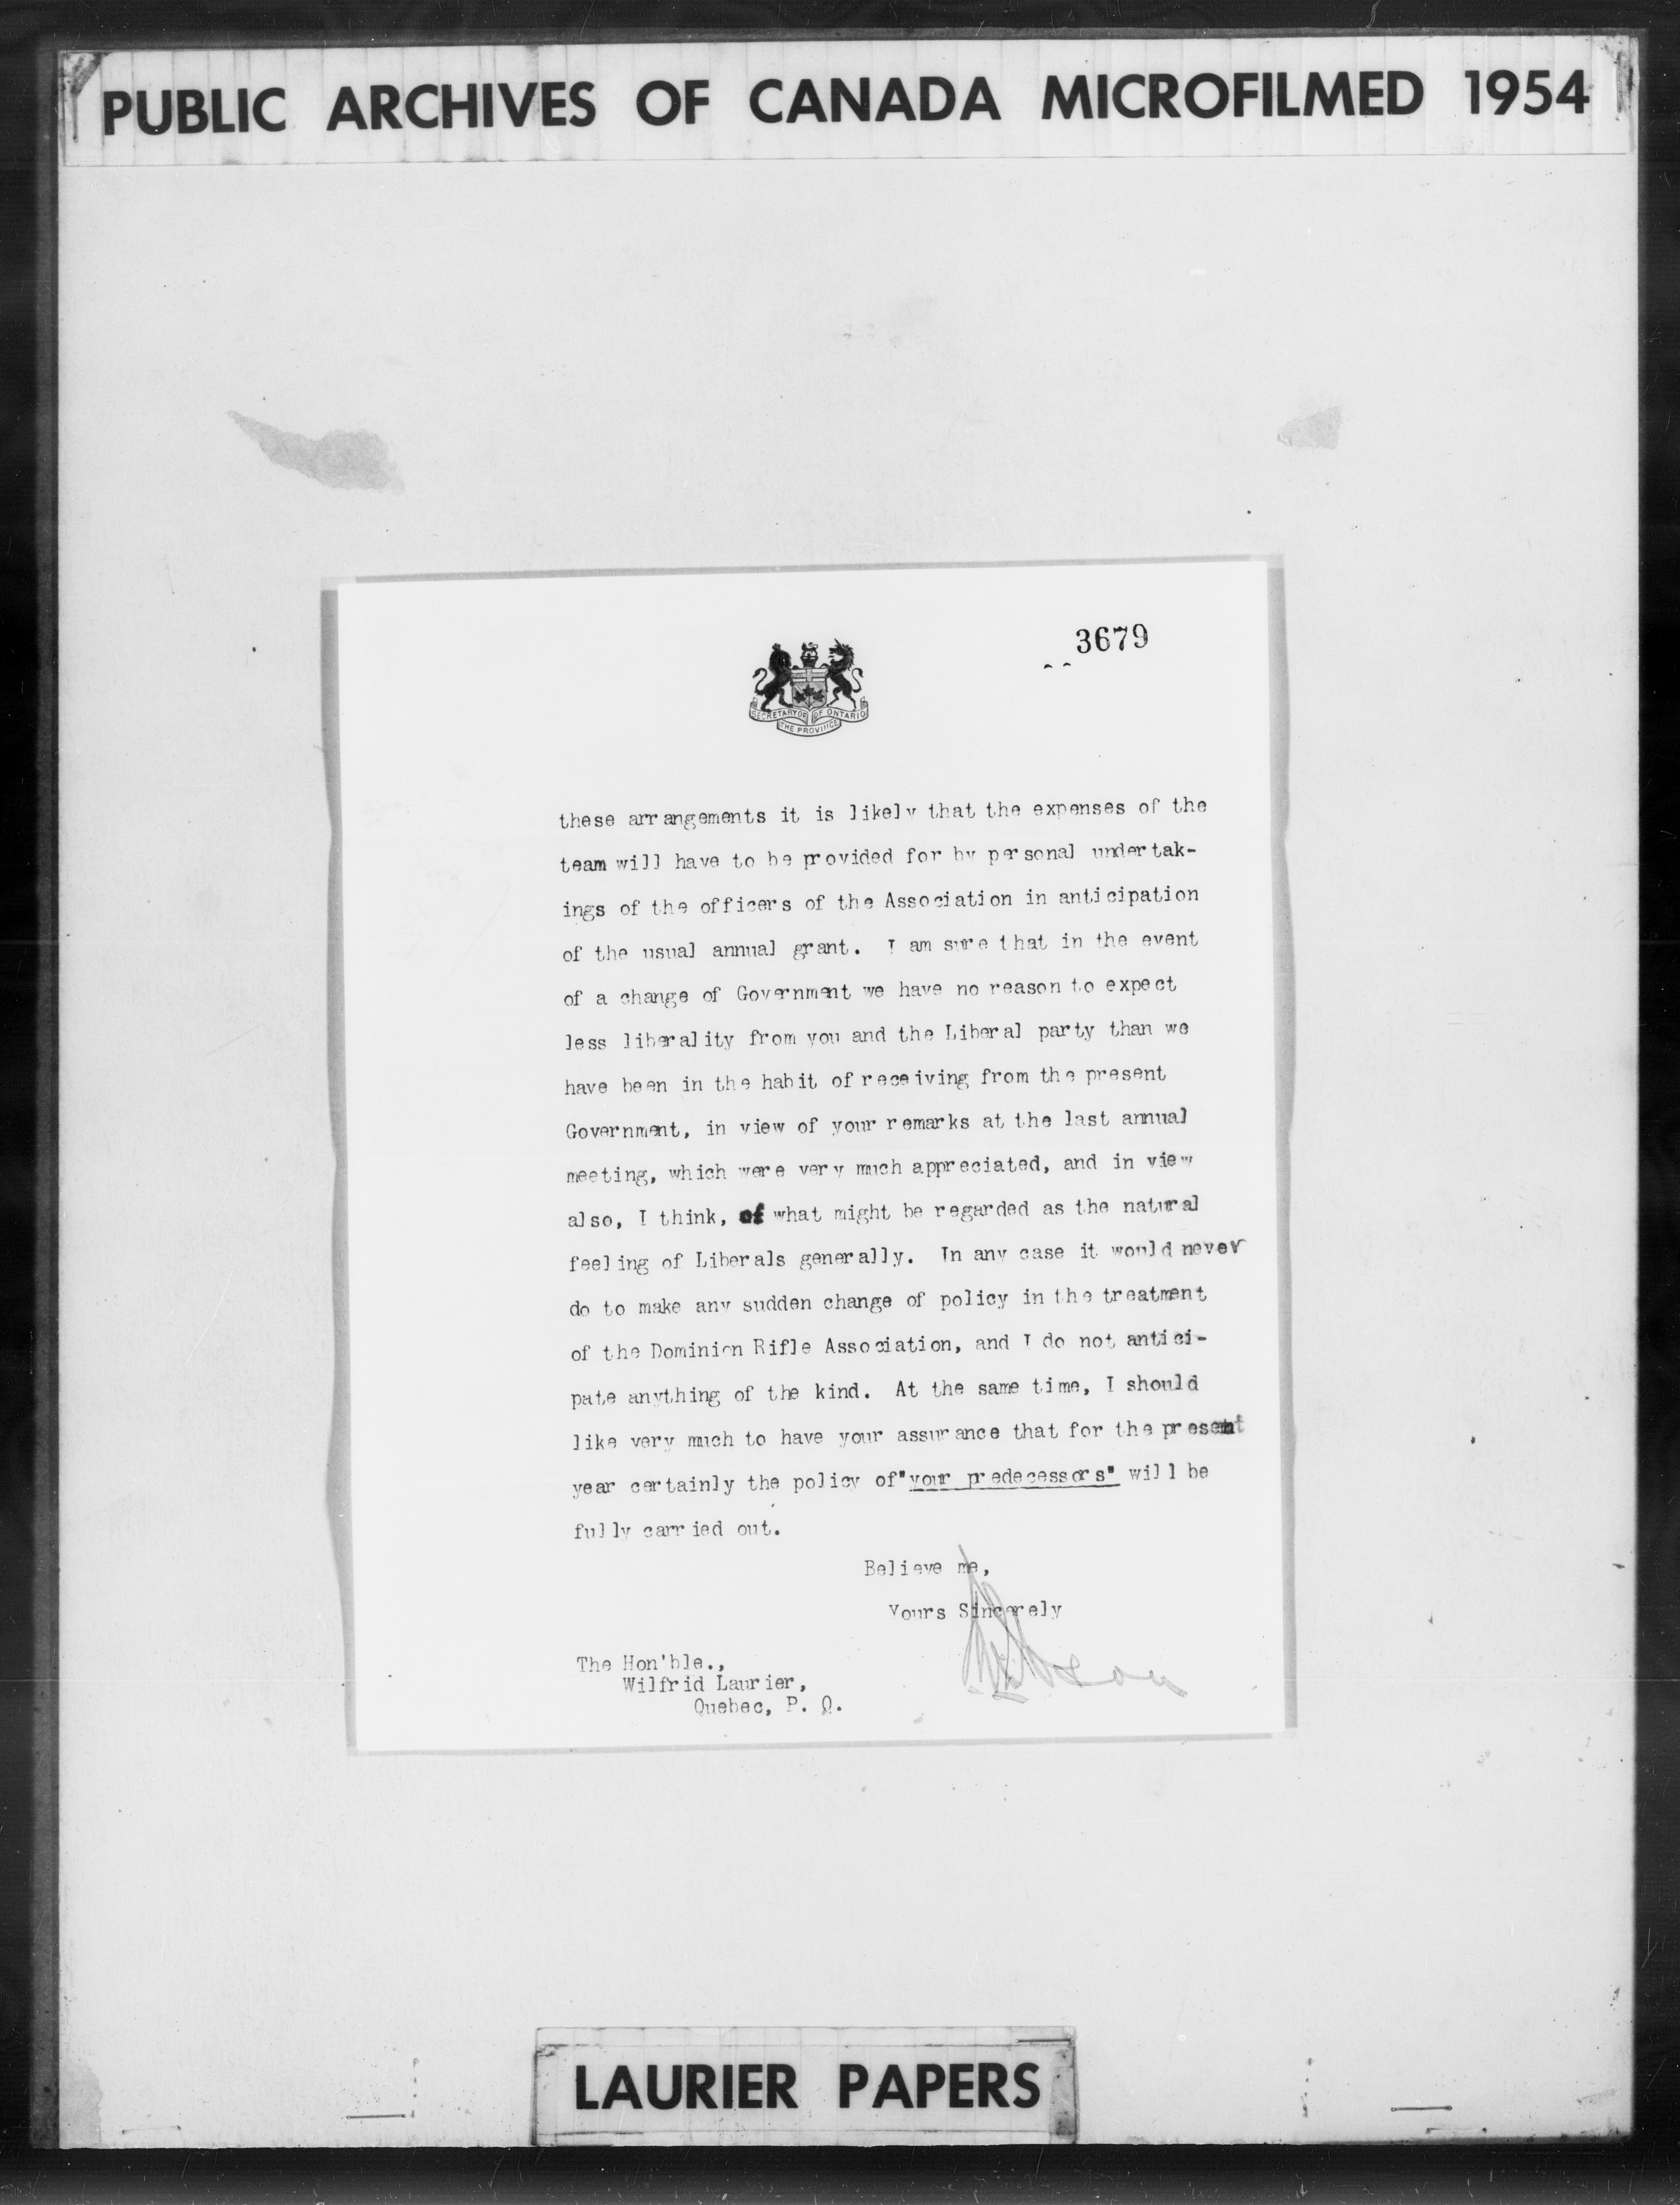 PUBLIC ARCHIVES OF CANADA MICROFILMED 1954
3679
SECRETARY OF OF ONTARIO
THE PROVINCE
these arrangements it is likely that the expenses of the
team will have to be provided for by personal undertak-
ings of the officers of the Association in anticipation
of the usual annual grant. I am sure that in the event
of a change of Government we have no reason to expect
less liberality from you and the Liberal party than we
have been in the habit of receiving from the present
Government, in view of your remarks at the last annual
meeting, which were very much appreciated, and in view
also, I think, of what might be regarded as the natural
feeling of Liberals generally. In any case it would never
do to make any sudden change of policy in the treatment
of the Dominion Rifle Association, and I do not antici-
pate anything of the kind. At the same time, I should
like very much to have your assurance that for the present
year certainly the policy of "your predecessors" will be
fully carried out.
Believe me,
Yours Sincerely
The Hon'ble.,
Wilfrid Laurier,
Quebec, P. Q.
LAURIER PAPERS